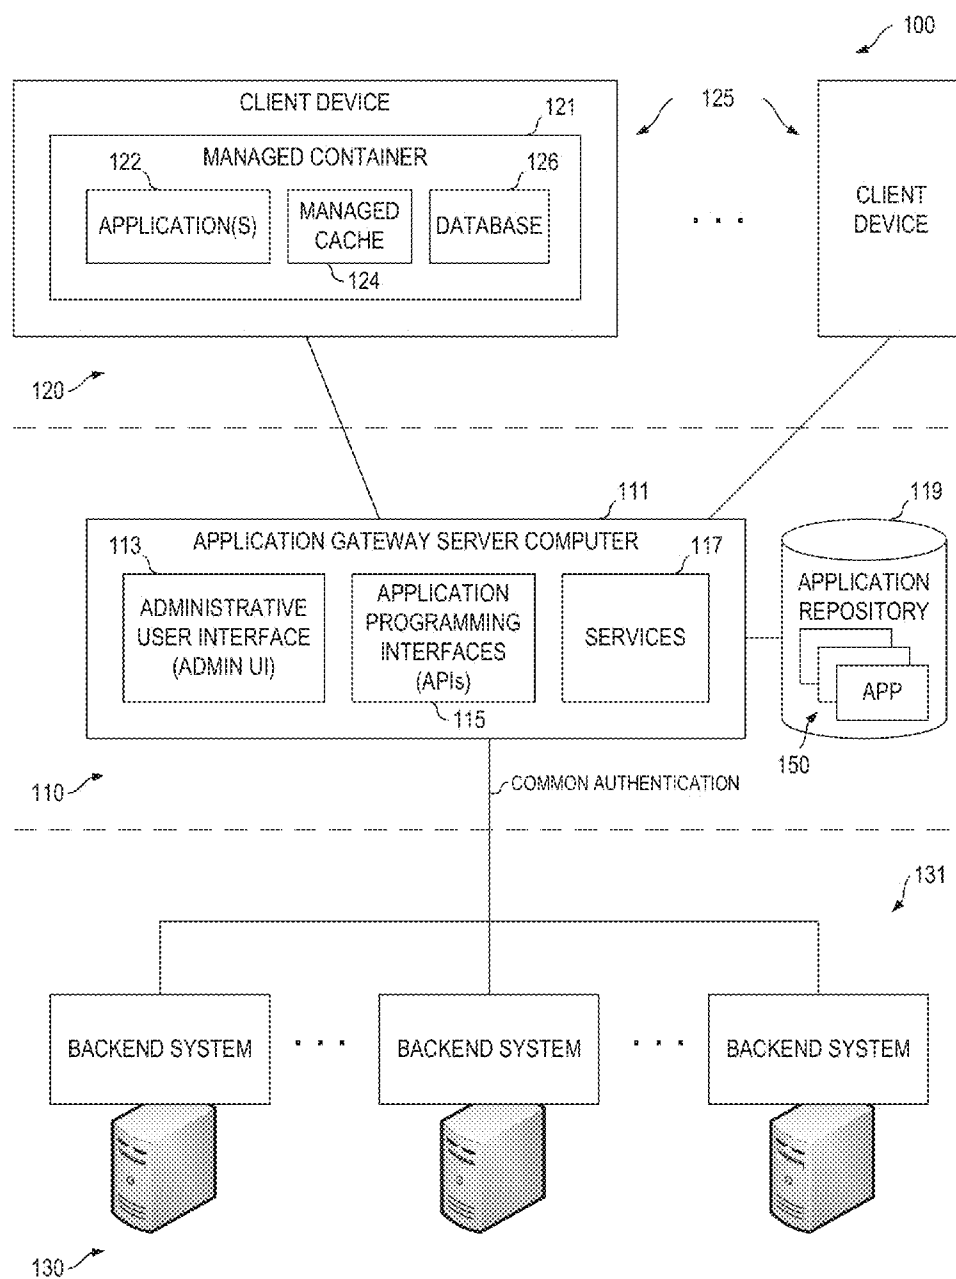 100
CLIENT DEVICE
125
121
MANAGED CONTAINER
122
126
APPLICATION(S)
MANAGED
CACHE
DATABASE
124
. . .
CLIENT
DEVICE
120
111
119
APPLICATION GATEWAY SERVER COMPUTER
113
117
ADMINISTRATIVE
USER INTERFACE
(ADMIN UI)
APPLICATION
PROGRAMMING
INTERFACES
(APIs)
SERVICES
115
APPLICATION
REPOSITORY
APP
150
110
COMMON AUTHENTICATION
131
BACKEND SYSTEM
. . .
BACKEND SYSTEM
. . .
BACKEND SYSTEM
130